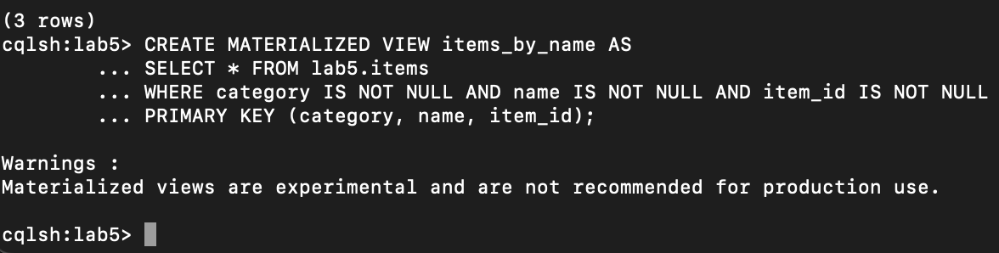 (3 rows)
cqlsh:lab5> CREATE MATERIALIZED VIEW items_by_name AS
... SELECT * FROM lab5.items
... WHERE category IS NOT NULL AND name IS NOT NULL AND item_id IS NOT NULL
... PRIMARY KEY (category, name, item_id);
Warnings :
Materialized views are experimental and are not recommended for production use.
cqlsh:lab5>